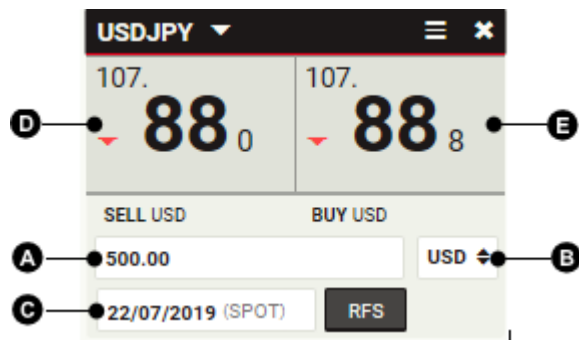 USDJPY
107. 107.
D 88 0 88 8 E
SELL USD BUY USD
A 500.00 USD B
C 22/07/2019 (SPOT) RFS